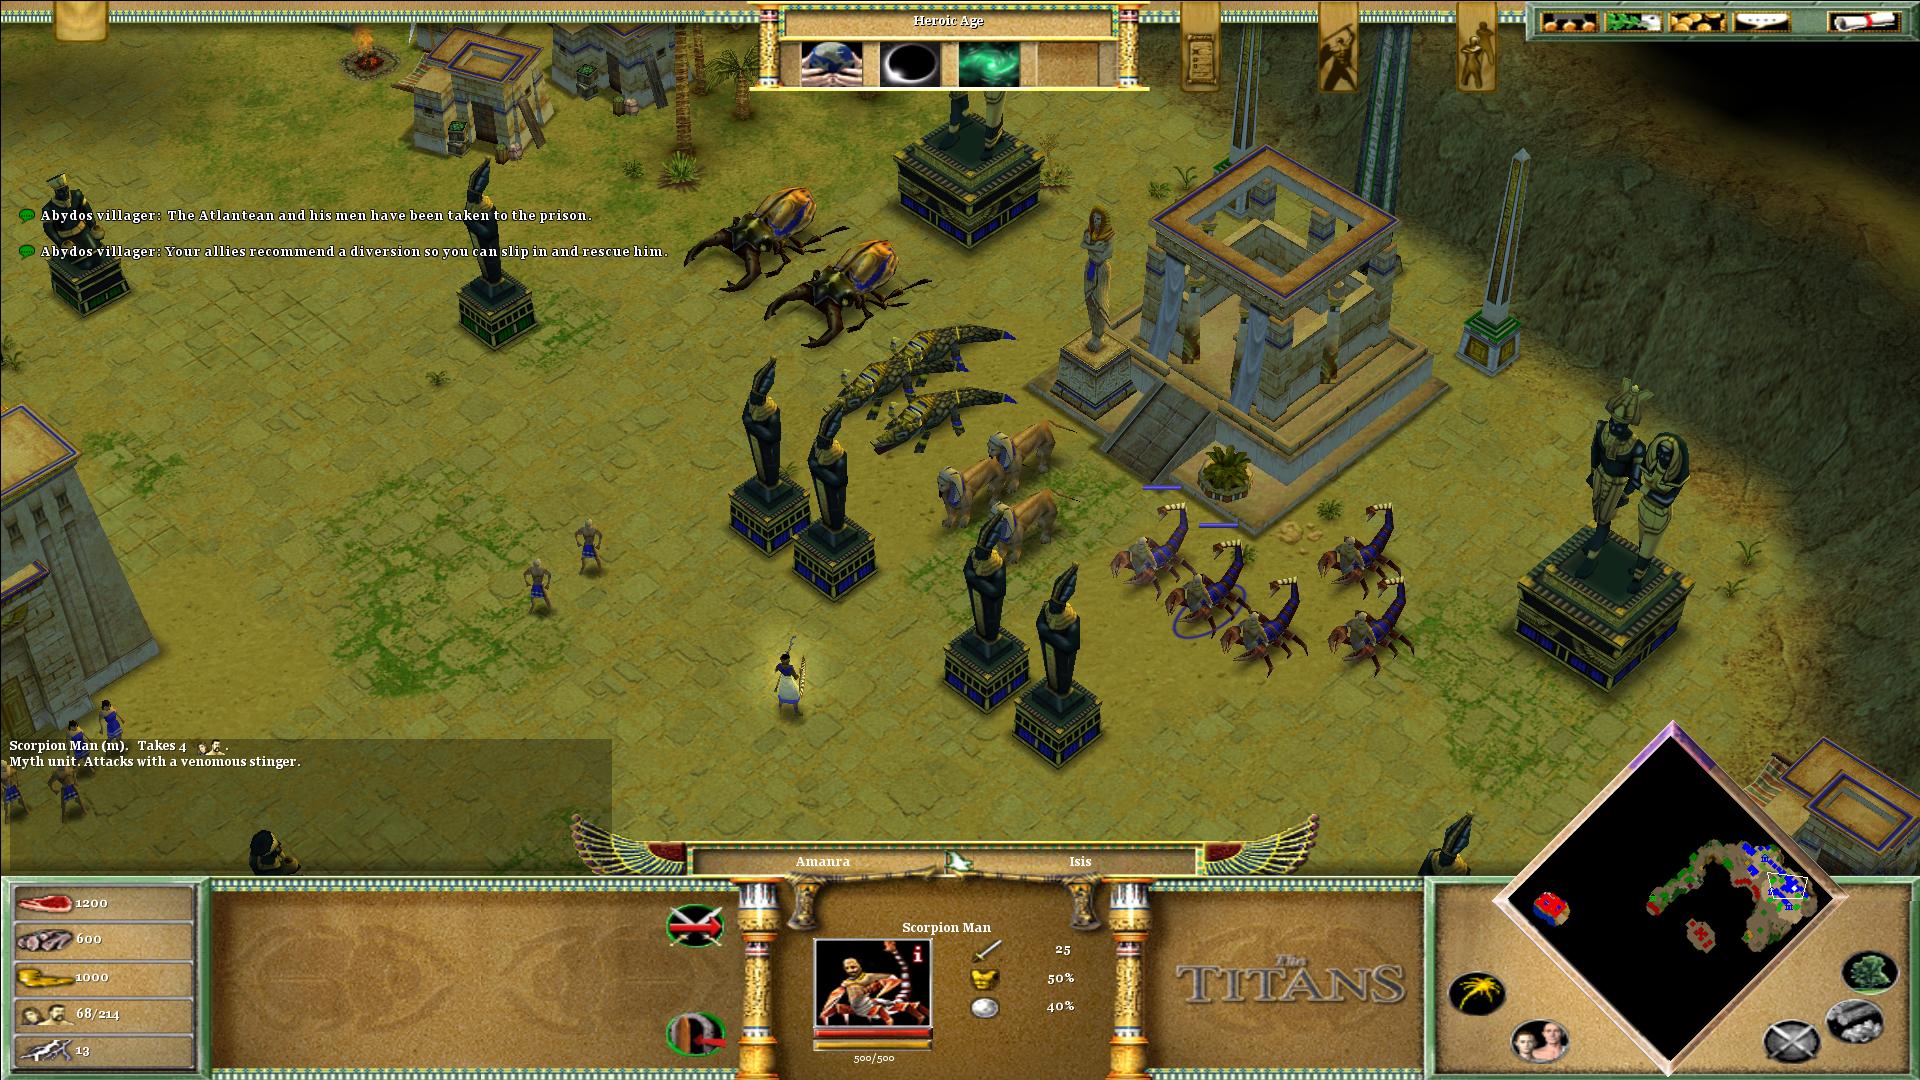 Heroic Age
Abydos villager: The Atlantean and his men have been taken to the prison.
Abydos villager: Your allies recommend a diversion so you can slip in and rescue him.
Scorpion Man (m). Takes 4 .
Myth unit. Attacks with a venomous stinger.
Amanra
Isis
1200
600
1000
68/214
13
Scorpion Man
25
50%
40%
500/500
i
The
TITANS